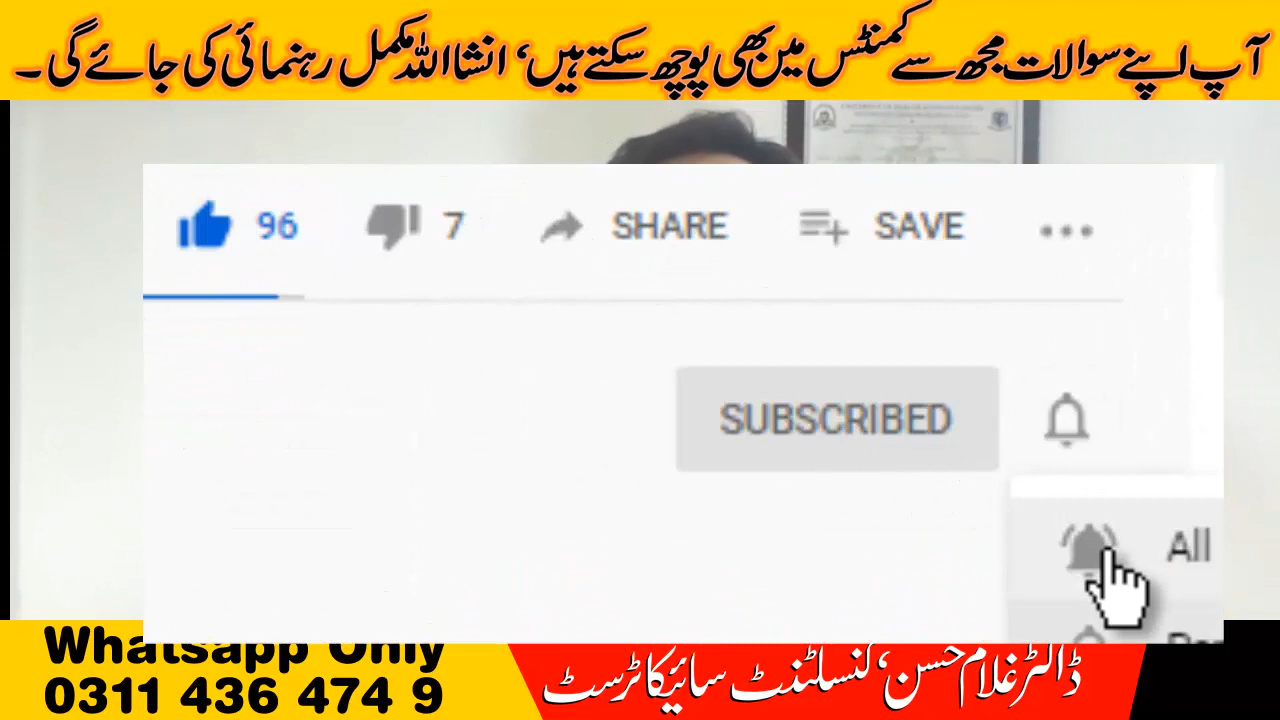 آپ اپنے سوالات مجھ سے کمنٹس میں بھی پوچھ سکتے ہیں، انشااللہ مکمل رہنمائی کی جائے گی۔
96 7 SHARE SAVE
SUBSCRIBED
All
Whatsapp Only
0311 436 474 9
ڈاکٹر غلام حسن، کنسلٹنٹ سائیکاٹرسٹ